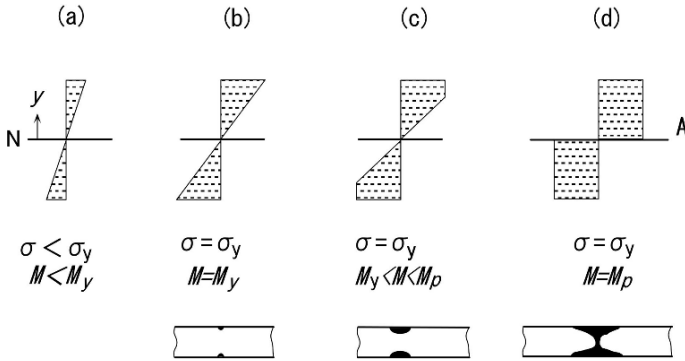 (a) (b) (c) (d)
y
N A
σ < σy σ = σy σ = σy σ = σy
M<My M=My My<M<Mp M=Mp